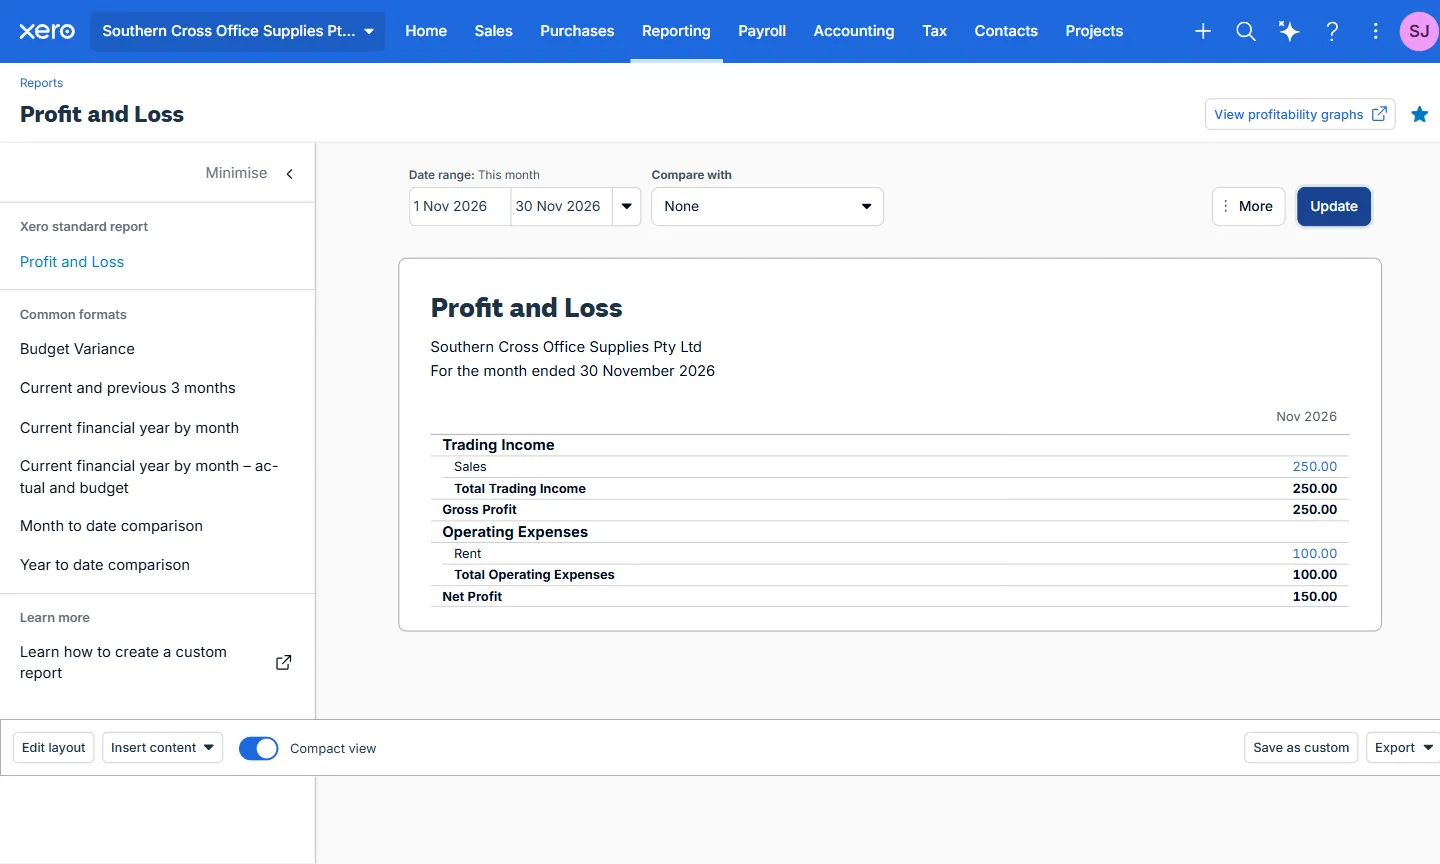 xero
Southern Cross Office Supplies Pt...
Home
Sales
Purchases
Reporting
Payroll
Accounting
Tax
Contacts
Projects
SJ
Reports
Profit and Loss
View profitability graphs
Minimise
Xero standard report
Profit and Loss
Common formats
Budget Variance
Current and previous 3 months
Current financial year by month
Current financial year by month – ac-
tual and budget
Month to date comparison
Year to date comparison
Learn more
Learn how to create a custom
report
Date range: This month
Compare with
1 Nov 2026
30 Nov 2026
None
More
Update
Profit and Loss
Southern Cross Office Supplies Pty Ltd
For the month ended 30 November 2026
Nov 2026
Trading Income
Sales 250.00
Total Trading Income 250.00
Gross Profit 250.00
Operating Expenses
Rent 100.00
Total Operating Expenses 100.00
Net Profit 150.00
Edit layout
Insert content
Compact view
Save as custom
Export